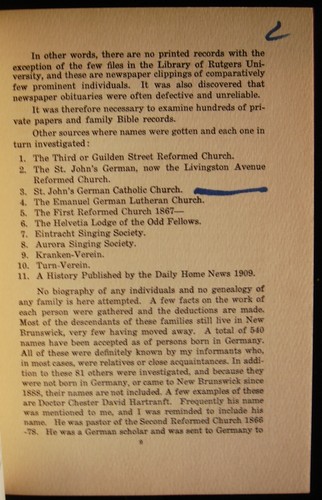 2
In other words, there are no printed records with the
exception of the few files in the Library of Rutgers Uni-
versity, and these are newspaper clippings of comparatively
few prominent individuals. It was also discovered that
newspaper obituaries were often defective and unreliable.
It was therefore necessary to examine hundreds of pri-
vate papers and family Bible records.
Other sources where names were gotten and each one in
turn investigated:
1. The Third or Guilden Street Reformed Church.
2. The St. John's German, now the Livingston Avenue
Reformed Church.
3. St. John's German Catholic Church.
4. The Emanuel German Lutheran Church.
5. The First Reformed Church 1867—
6. The Helvetia Lodge of the Odd Fellows.
7. Eintracht Singing Society.
8. Aurora Singing Society.
9. Kranken-Verein.
10. Turn-Verein.
11. A History Published by the Daily Home News 1909.
No biography of any individuals and no genealogy of
any family is here attempted. A few facts on the work of
each person were gathered and the deductions are made.
Most of the descendants of these families still live in New
Brunswick, very few having moved away. A total of 540
names have been accepted as of persons born in Germany.
All of these were definitely known by my informants who,
in most cases, were relatives or close acquaintances. In addi-
tion to these 81 others were investigated, and because they
were not born in Germany, or came to New Brunswick since
1888, their names are not included. A few examples of these
are Doctor Chester David Hartranft. Frequently his name
was mentioned to me, and I was reminded to include his
name. He was pastor of the Second Reformed Church 1866
-78. He was a German scholar and was sent to Germany to